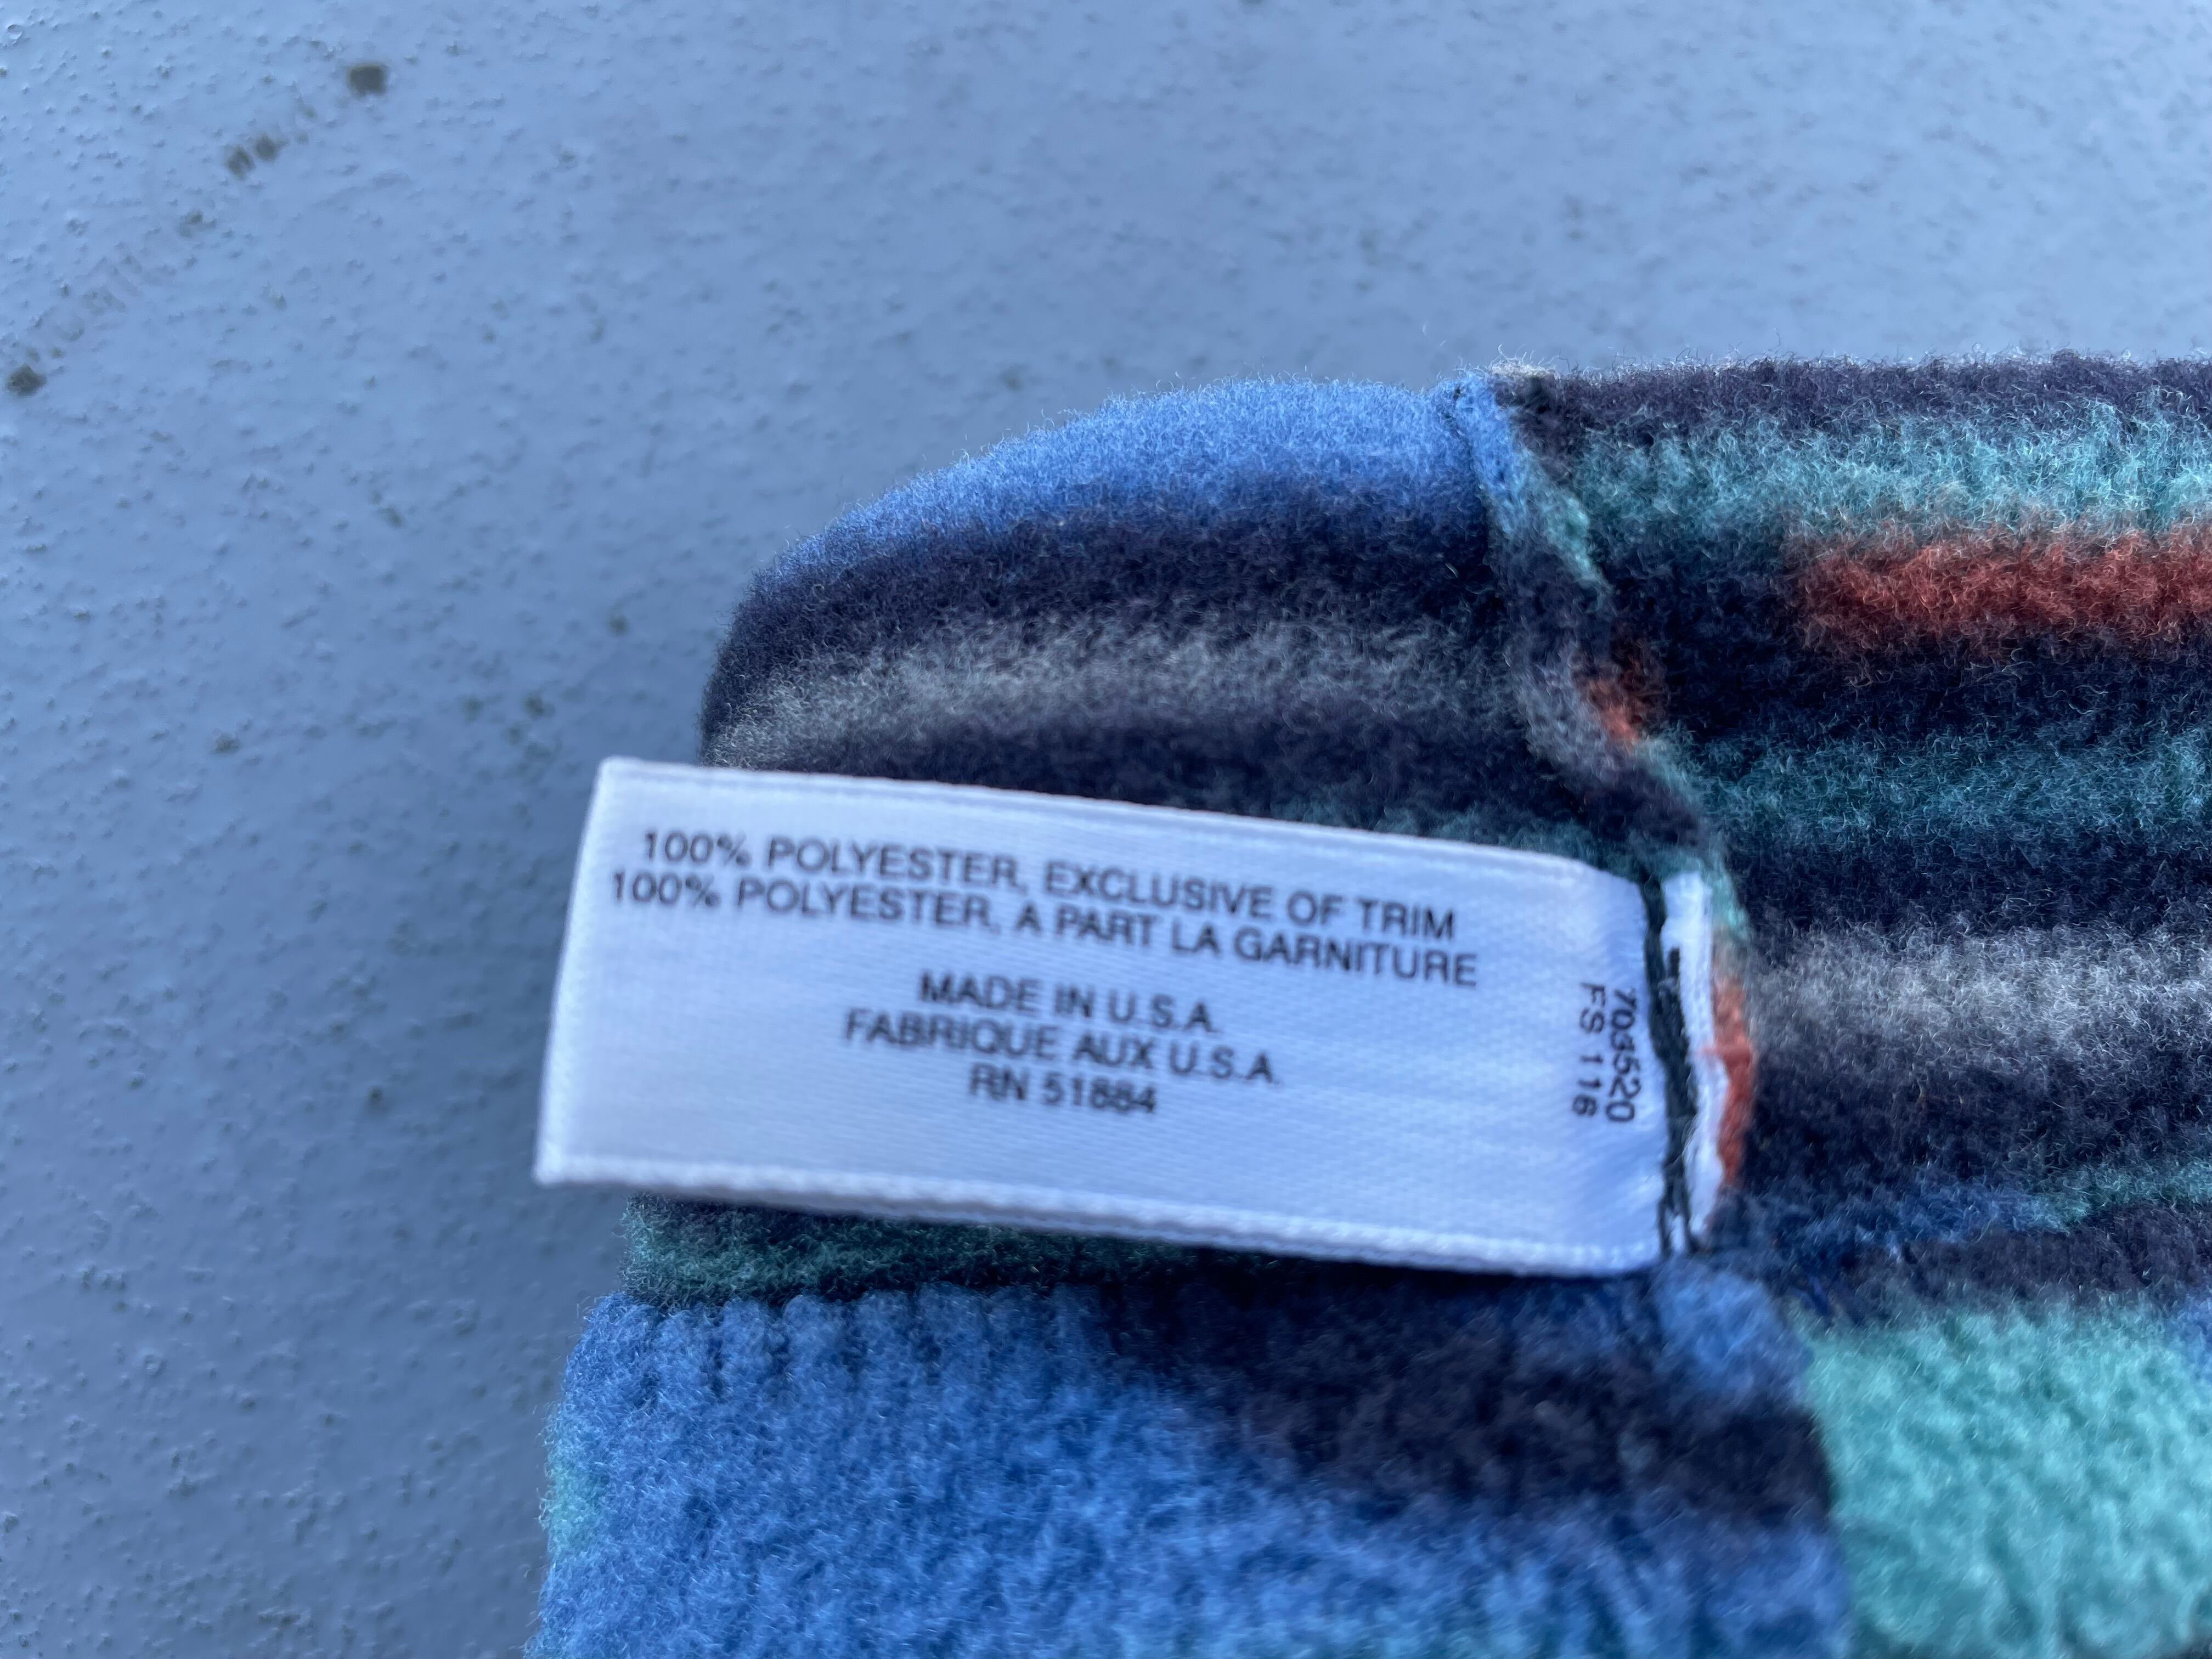 100% POLYESTER, EXCLUSIVE OF TRIM
100% POLYESTER, A PART LA GARNITURE
MADE IN U.S.A.
FABRIQUE AUX U.S.A.
RN 51884
703520
FS 116